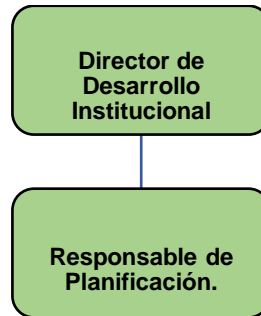 Director de
Desarrollo
Institucional
Responsable de
Planificación.